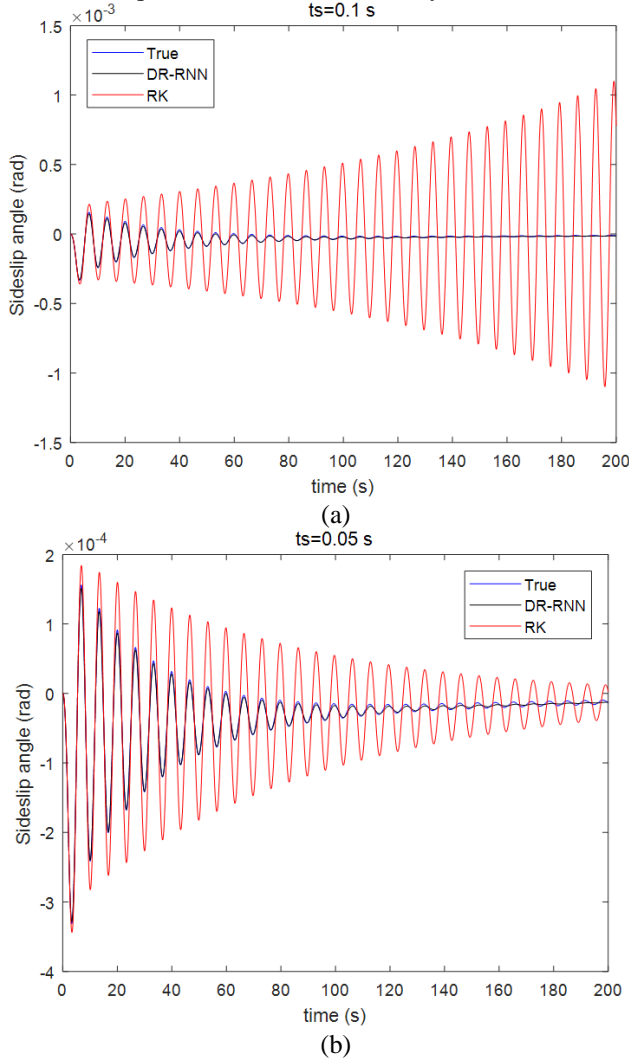 ts=0.1 s
×10⁻³
1.5
1
0.5
0
-0.5
-1
-1.5
Sideslip angle (rad)
True
DR-RNN
RK
0 20 40 60 80 100 120 140 160 180 200
time (s)
(a)
ts=0.05 s
×10⁻⁴
2
1
0
-1
-2
-3
-4
Sideslip angle (rad)
True
DR-RNN
RK
0 20 40 60 80 100 120 140 160 180 200
time (s)
(b)